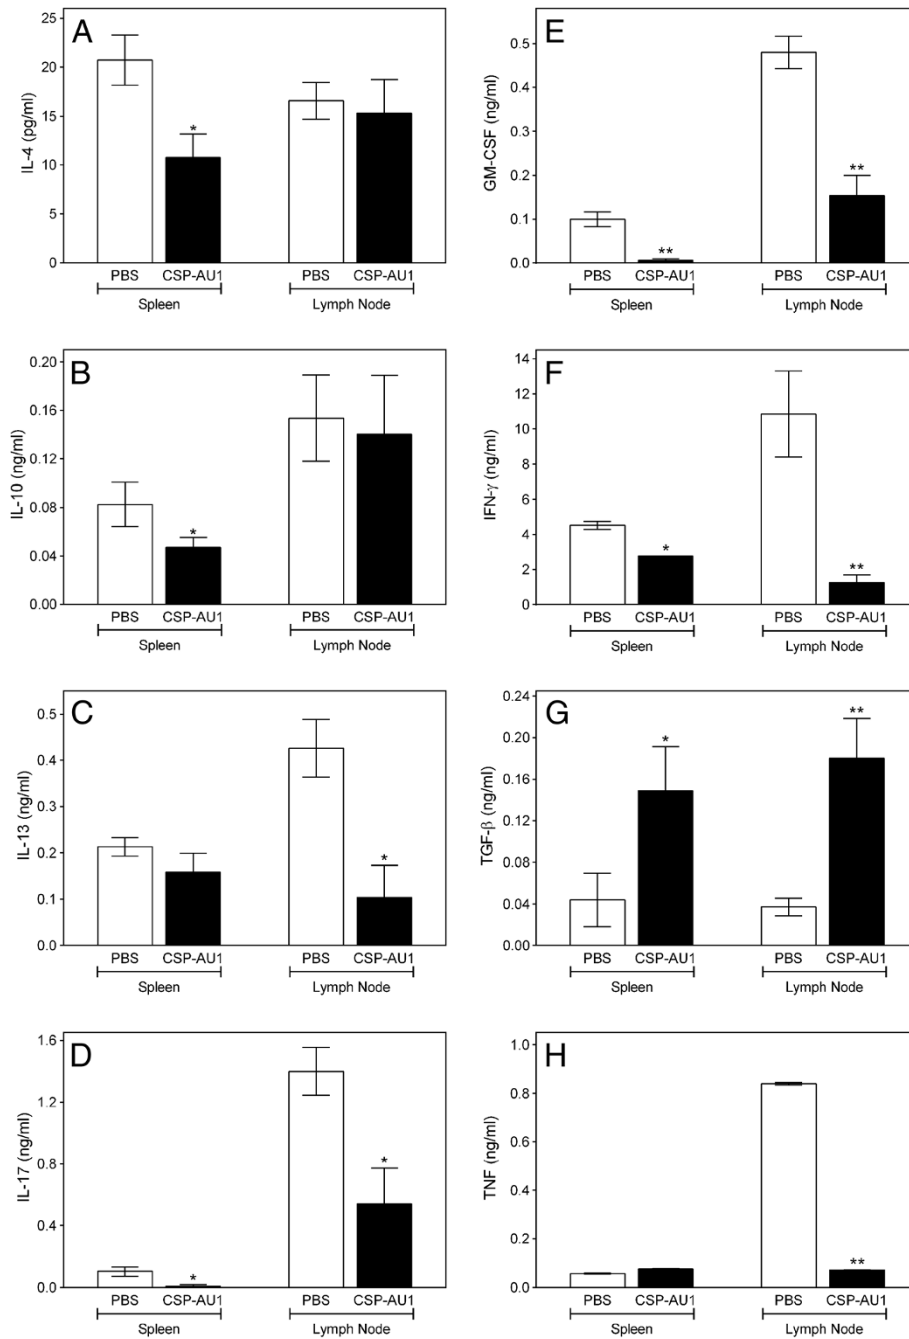 A
IL-4 (pg/ml)
25
20
15
10
5
0
*
PBS CSP-AU1 PBS CSP-AU1
Spleen Lymph Node
E
GM-CSF (ng/ml)
0.5
0.4
0.3
0.2
0.1
0.0
**
**
PBS CSP-AU1 PBS CSP-AU1
Spleen Lymph Node
B
IL-10 (ng/ml)
0.20
0.16
0.12
0.08
0.04
0.00
*
PBS CSP-AU1 PBS CSP-AU1
Spleen Lymph Node
F
IFN-γ (ng/ml)
14
12
10
8
6
4
2
0
*
**
PBS CSP-AU1 PBS CSP-AU1
Spleen Lymph Node
C
IL-13 (ng/ml)
0.5
0.4
0.3
0.2
0.1
0.0
*
PBS CSP-AU1 PBS CSP-AU1
Spleen Lymph Node
G
TGF-β (ng/ml)
0.24
0.20
0.16
0.12
0.08
0.04
0.00
*
**
PBS CSP-AU1 PBS CSP-AU1
Spleen Lymph Node
D
IL-17 (ng/ml)
1.6
1.2
0.8
0.4
0.0
*
*
PBS CSP-AU1 PBS CSP-AU1
Spleen Lymph Node
H
TNF (ng/ml)
1.0
0.8
0.6
0.4
0.2
0.0
**
PBS CSP-AU1 PBS CSP-AU1
Spleen Lymph Node